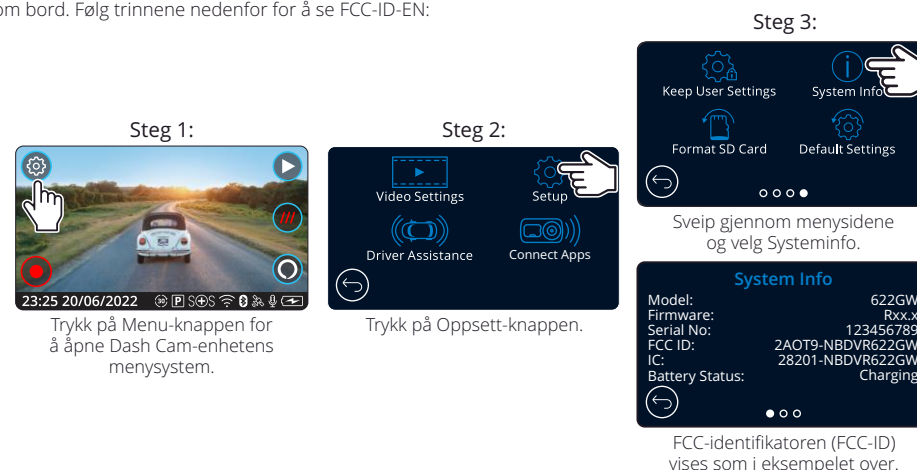 om bord. Følg trinnene nedenfor for å se FCC-ID-EN:
Steg 1:
23:25 20/06/2022
Trykk på Menu-knappen for
å åpne Dash Cam-enhetens
menysystem.
Steg 2:
Video Settings
Setup
Driver Assistance
Connect Apps
Trykk på Oppsett-knappen.
Steg 3:
Keep User Settings
System Info
Format SD Card
Default Settings
Sveip gjennom menysidene
og velg Systeminfo.
System Info
Model: 622GW
Firmware: Rxx.x
Serial No: 123456789
FCC ID: 2AOT9-NBDVR622GW
IC: 28201-NBDVR622GW
Battery Status: Charging
FCC-identifikatoren (FCC-ID)
vises som i eksempelet over.